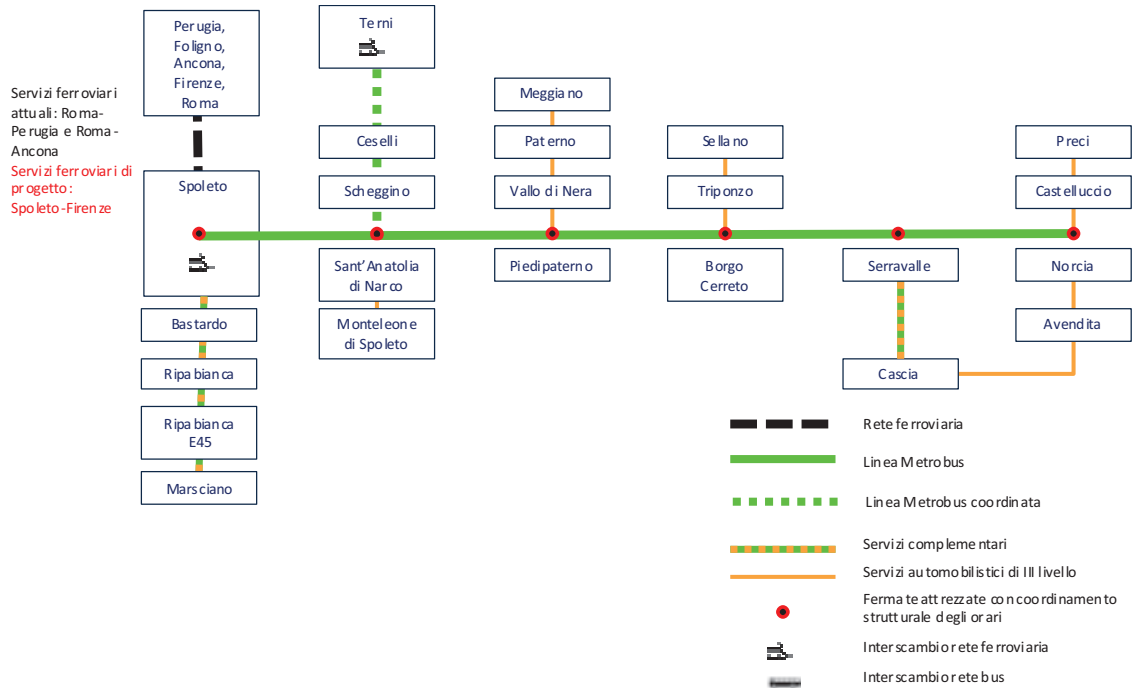 Perugia,
Foligno,
Ancona,
Firenze,
Roma
Terni
Servizi ferroviari
attuali: Roma-
Perugia e Roma-
Ancona
Servizi ferroviari di
progetto:
Spoleto-Firenze
Meggiano
Ceselli
Paterno
Sellano
Preci
Spoleto
Scheggino
Vallo di Nera
Triponzo
Castelluccio
Sant'Anatolia
di Narco
Piedipaterno
Borgo
Cerreto
Serravalle
Norcia
Bastardo
Monteleone
di Spoleto
Avendita
Ripabianca
Cascia
Ripabianca
E45
Marsciano
Rete ferroviaria
Linea Metrobus
Linea Metrobus coordinata
Servizi complementari
Servizi automobilistici di III livello
Fermate attrezzate con coordinamento
strutturale degli orari
Interscambio rete ferroviaria
Interscambio rete bus